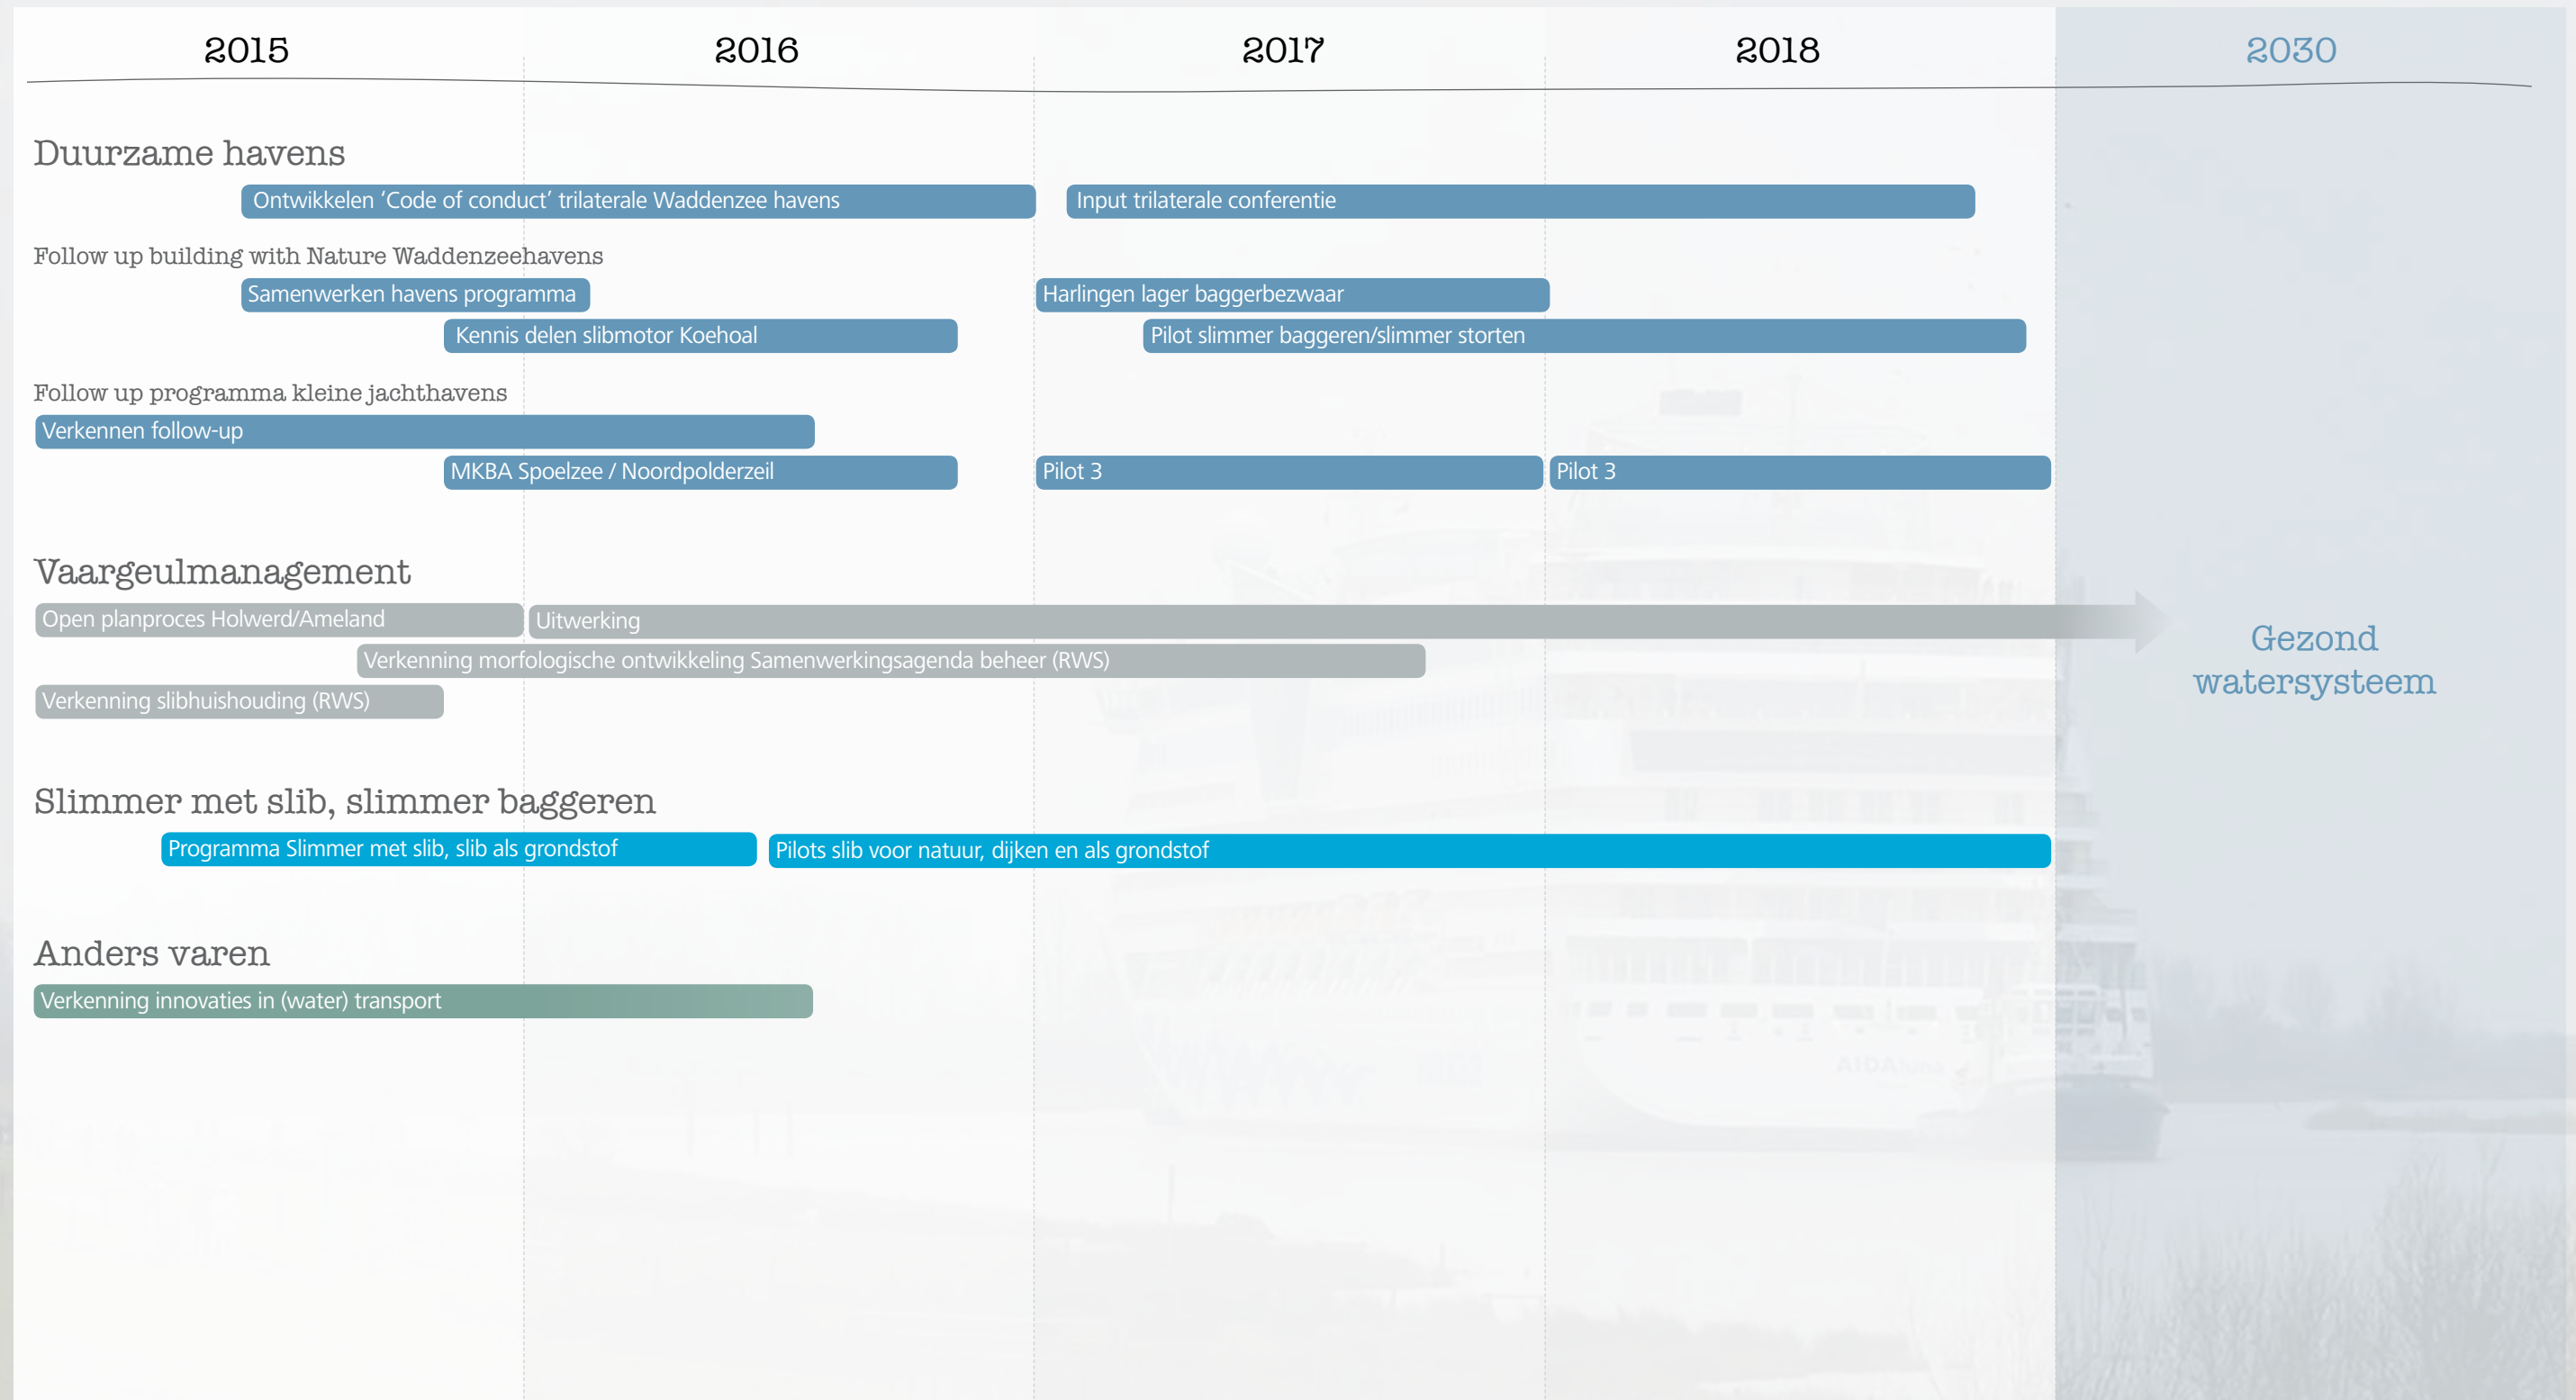 2015 2016 2017 2018 2030
Duurzame havens
Ontwikkelen ‘Code of conduct’ trilaterale Waddenzee havens
Input trilaterale conferentie
Follow up building with Nature Waddenzeehavens
Samenwerken havens programma
Harlingen lager baggerbezwaar
Kennis delen slibmotor Koehoal
Pilot slimmer baggeren/slimmer storten
Follow up programma kleine jachthavens
Verkennen follow-up
MKBA Spoelzee / Noordpolderzeil
Pilot 3
Pilot 3
Vaargeulmanagement
Open planproces Holwerd/Ameland
Uitwerking
Verkenning morfologische ontwikkeling Samenwerkingsagenda beheer (RWS)
Verkenning slibhuishouding (RWS)
Gezond
watersysteem
Slimmer met slib, slimmer baggeren
Programma Slimmer met slib, slib als grondstof
Pilots slib voor natuur, dijken en als grondstof
Anders varen
Verkenning innovaties in (water) transport
AIDAluna